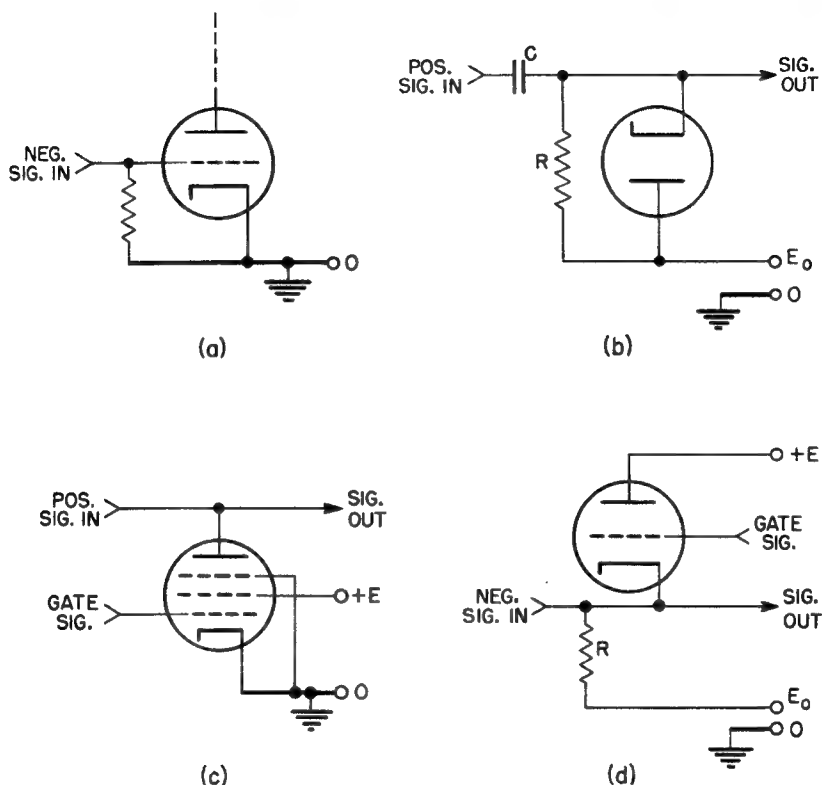 NEG.
SIG. IN
O
(a)
POS.
SIG. IN
C
SIG.
OUT
R
E₀
O
(b)
POS.
SIG. IN
SIG.
OUT
GATE
SIG.
+E
O
(c)
+E
GATE
SIG.
NEG.
SIG. IN
SIG.
OUT
R
E₀
O
(d)